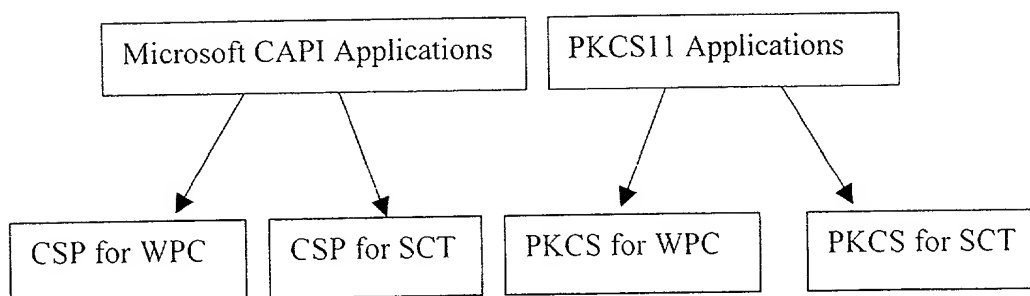 Microsoft CAPI Applications
PKCS11 Applications
CSP for WPC
CSP for SCT
PKCS for WPC
PKCS for SCT